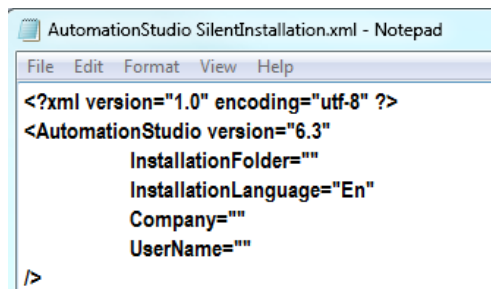 AutomationStudio SilentInstallation.xml - Notepad
File Edit Format View Help
<?xml version="1.0" encoding="utf-8" ?>
<AutomationStudio version="6.3"
InstallationFolder=""
InstallationLanguage="En"
Company=""
UserName=""
/>